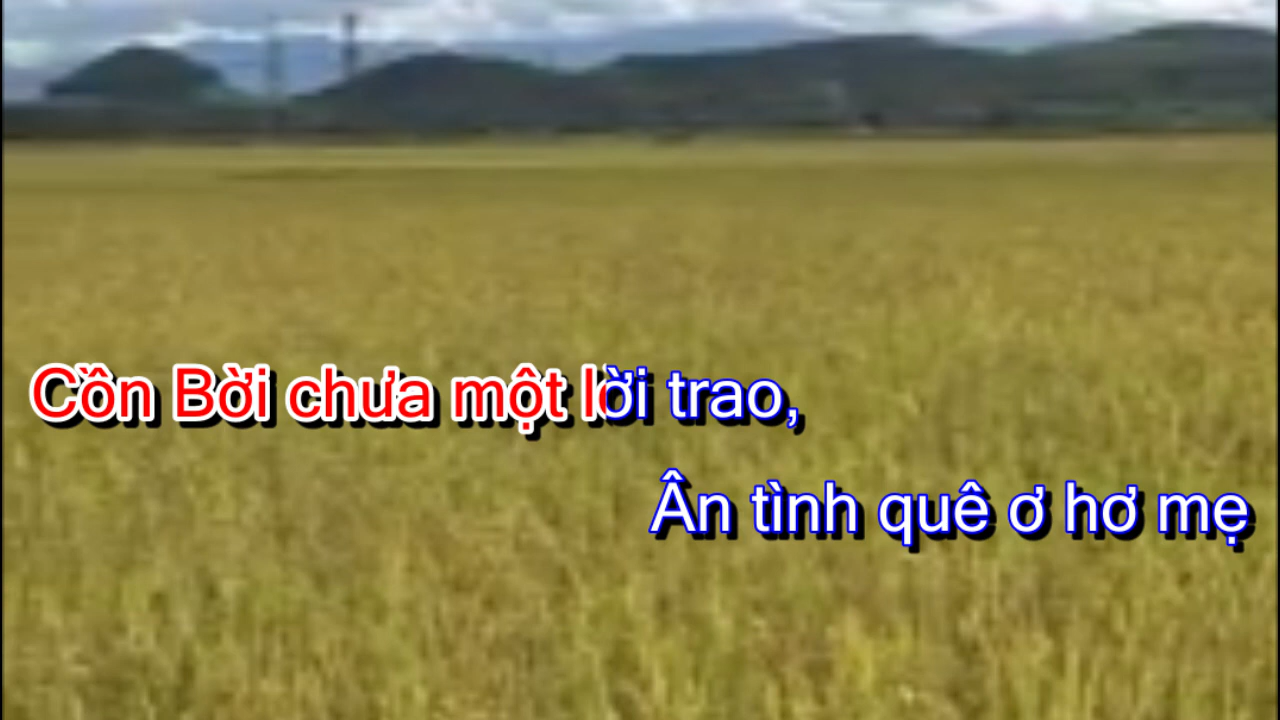 Cồn Bời chưa một lời trao,
Ân tình quê ơ hơ mẹ